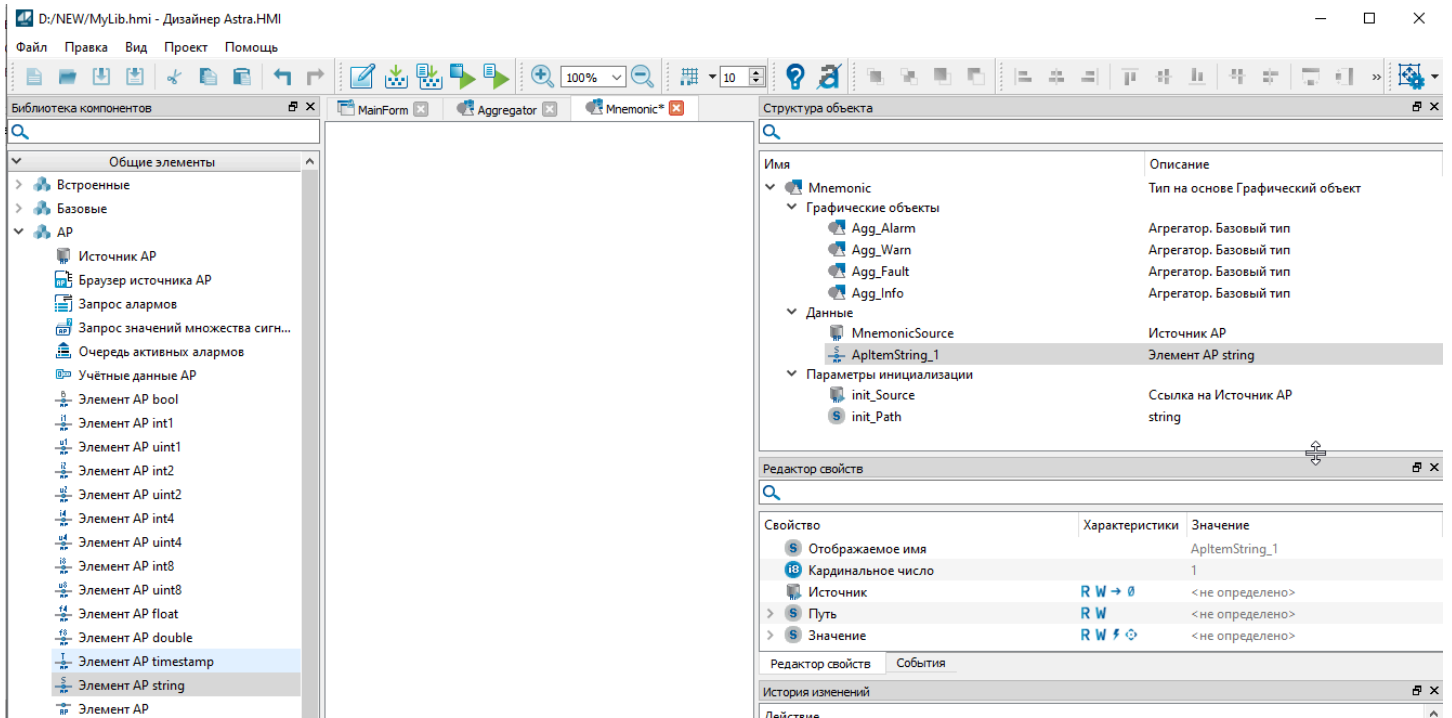 D:/NEW/MyLib.hmi - Дизайнер Astra.HMI
Файл Правка Вид Проект Помощь
100% 10
Библиотека компонентов
Общие элементы
Встроенные
Базовые
AP
Источник AP
Браузер источника AP
Запрос алармов
Запрос значений множества сигн...
Очередь активных алармов
Учётные данные AP
Элемент AP bool
Элемент AP int1
Элемент AP uint1
Элемент AP int2
Элемент AP uint2
Элемент AP int4
Элемент AP uint4
Элемент AP int8
Элемент AP uint8
Элемент AP float
Элемент AP double
Элемент AP timestamp
Элемент AP string
Элемент AP
MainForm Aggregator Mnemonic*
Структура объекта
Имя Описание
Mnemonic Тип на основе Графический объект
Графические объекты
Agg_Alarm Агрегатор. Базовый тип
Agg_Warn Агрегатор. Базовый тип
Agg_Fault Агрегатор. Базовый тип
Agg_Info Агрегатор. Базовый тип
Данные
MnemonicSource Источник AP
ApItemString_1 Элемент AP string
Параметры инициализации
init_Source Ссылка на Источник AP
S init_Path string
Редактор свойств
Свойство Характеристики Значение
S Отображаемое имя ApItemString_1
i8 Кардинальное число 1
Источник R W → ø <не определено>
S Путь R W <не определено>
S Значение R W <не определено>
Редактор свойств События
История изменений
Действие